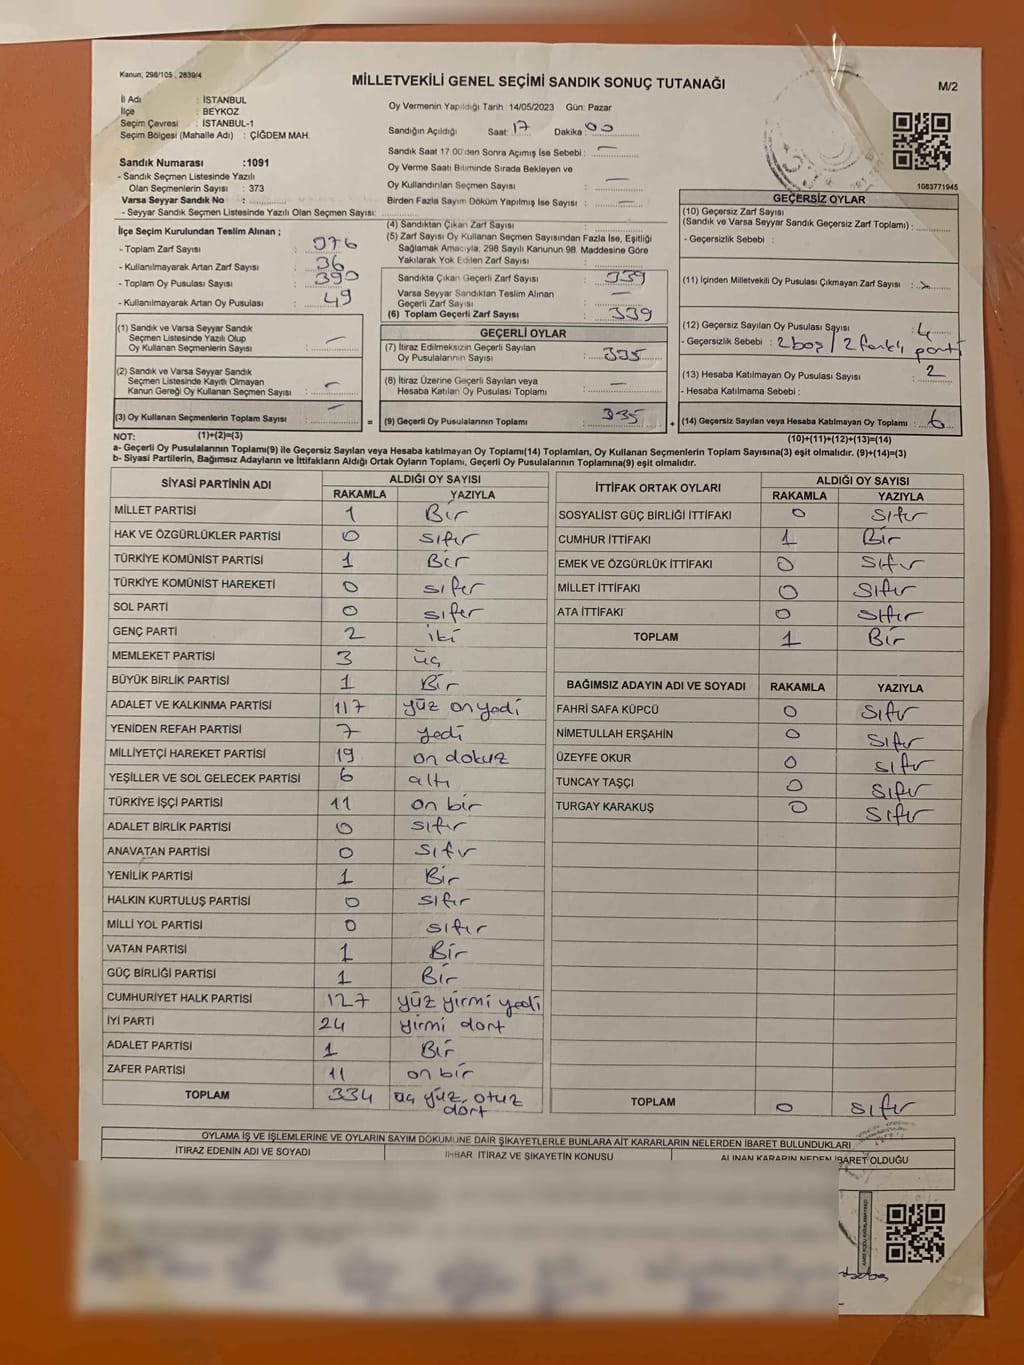 Kanun; 298/105 , 2839/4
MİLLETVEKİLİ GENEL SEÇİMİ SANDIK SONUÇ TUTANAĞI
M/2
İl Adı : İSTANBUL
İlçe : BEYKOZ
Seçim Çevresi : İSTANBUL-1
Seçim Bölgesi (Mahalle Adı) : ÇİĞDEM MAH.
Oy Vermenin Yapıldığı Tarih :14/05/2023 Gün: Pazar
Sandığın Açıldığı Saat: 17 Dakika: 00
Sandık Saat 17.00'den Sonra Açımış İse Sebebi : —
Oy Verme Saati Bitiminde Sırada Bekleyen ve
Oy Kullandırılan Seçmen Sayısı : —
Birden Fazla Sayım Döküm Yapılmış İse Sayısı : —
1083771945
Sandık Numarası :1091
- Sandık Seçmen Listesinde Yazılı
Olan Seçmenlerin Sayısı : 373
Varsa Seyyar Sandık No :
- Seyyar Sandık Seçmen Listesinde Yazılı Olan Seçmen Sayısı:
İlçe Seçim Kurulundan Teslim Alınan ;
- Toplam Zarf Sayısı :
- Kullanılmayarak Artan Zarf Sayısı : 36
- Toplam Oy Pusulası Sayısı : 390
- Kullanılmayarak Artan Oy Pusulası : 49
(1) Sandık ve Varsa Seyyar Sandık
Seçmen Listesinde Yazılı Olup
Oy Kullanan Seçmenlerin Sayısı : —
(2) Sandık ve Varsa Seyyar Sandık
Seçmen Listesinde Kayıtlı Olmayan
Kanun Gereği Oy Kullanan Seçmen Sayısı : —
(3) Oy Kullanan Seçmenlerin Toplam Sayısı : —
(1)+(2)=(3)
(4) Sandıktan Çıkan Zarf Sayısı :
(5) Zarf Sayısı Oy Kullanan Seçmen Sayısından Fazla İse, Eşitliği
Sağlamak Amacıyla, 298 Sayılı Kanunun 98. Maddesine Göre
Yakılarak Yok Edilen Zarf Sayısı :
Sandıkta Çıkan Geçerli Zarf Sayısı : 339
Varsa Seyyar Sandıktan Teslim Alınan
Geçerli Zarf Sayısı : —
(6) Toplam Geçerli Zarf Sayısı : 339
GEÇERLİ OYLAR
(7) İtiraz Edilmeksizin Geçerli Sayılan
Oy Pusulalarının Sayısı : 335
(8) İtiraz Üzerine Geçerli Sayılan veya
Hesaba Katılan Oy Pusulası Toplamı : —
= (9) Geçerli Oy Pusulalarının Toplamı : 335 +
GEÇERSİZ OYLAR
(10) Geçersiz Zarf Sayısı
(Sandık ve Varsa Seyyar Sandık Geçersiz Zarf Toplamı) :
- Geçersizlik Sebebi :
(11) İçinden Milletvekili Oy Pusulası Çıkmayan Zarf Sayısı :
(12) Geçersiz Sayılan Oy Pusulası Sayısı : 4
- Geçersizlik Sebebi : 2 boş / 2 farklı parti
(13) Hesaba Katılmayan Oy Pusulası Sayısı : 2
- Hesaba Katılmama Sebebi :
(14) Geçersiz Sayılan veya Hesaba Katılmayan Oy Toplamı : 6
(10)+(11)+(12)+(13)=(14)
NOT:
a- Geçerli Oy Pusulalarının Toplamı(9) ile Geçersiz Sayılan veya Hesaba katılmayan Oy Toplamı(14) Toplamları, Oy Kullanan Seçmenlerin Toplam Sayısına(3) eşit olmalıdır. (9)+(14)=(3)
b- Siyasi Partilerin, Bağımsız Adayların ve İttifakların Aldığı Ortak Oyların Toplamı, Geçerli Oy Pusulalarının Toplamına(9) eşit olmalıdır.
SİYASİ PARTİNİN ADI ALDIĞI OY SAYISI
RAKAMLA YAZIYLA
MİLLET PARTİSİ 1 Bir
HAK VE ÖZGÜRLÜKLER PARTİSİ 0 sıfır
TÜRKİYE KOMÜNİST PARTİSİ 1 Bir
TÜRKİYE KOMÜNİST HAREKETİ 0 sıfır
SOL PARTİ 0 sıfır
GENÇ PARTİ 2 iki
MEMLEKET PARTİSİ 3 üç
BÜYÜK BİRLİK PARTİSİ 1 Bir
ADALET VE KALKINMA PARTİSİ 117 yüz onyedi
YENİDEN REFAH PARTİSİ 7 yedi
MİLLİYETÇİ HAREKET PARTİSİ 19 on dokuz
YEŞİLLER VE SOL GELECEK PARTİSİ 6 altı
TÜRKİYE İŞÇİ PARTİSİ 11 on bir
ADALET BİRLİK PARTİSİ 0 sıfır
ANAVATAN PARTİSİ 0 sıfır
YENİLİK PARTİSİ 1 Bir
HALKIN KURTULUŞ PARTİSİ 0 sıfır
MİLLİ YOL PARTİSİ 0 sıfır
VATAN PARTİSİ 1 Bir
GÜÇ BİRLİĞİ PARTİSİ 1 Bir
CUMHURİYET HALK PARTİSİ 127 yüz yirmi yedi
İYİ PARTİ 24 yirmi dort
ADALET PARTİSİ 1 Bir
ZAFER PARTİSİ 11 on bir
TOPLAM 334 üç yüz otuz
dört
İTTİFAK ORTAK OYLARI ALDIĞI OY SAYISI
RAKAMLA YAZIYLA
SOSYALİST GÜÇ BİRLİĞİ İTTİFAKI 0 sıfır
CUMHUR İTTİFAKI 1 Bir
EMEK VE ÖZGÜRLÜK İTTİFAKI 0 sıfır
MİLLET İTTİFAKI 0 sıfır
ATA İTTİFAKI 0 sıfır
TOPLAM 1 Bir
BAĞIMSIZ ADAYIN ADI VE SOYADI RAKAMLA YAZIYLA
FAHRİ SAFA KÜPCÜ 0 sıfır
NİMETULLAH ERŞAHİN 0 sıfır
ÜZEYFE OKUR 0 sıfır
TUNCAY TAŞÇI 0 sıfır
TURGAY KARAKUŞ 0 sıfır
TOPLAM 0 sıfır
OYLAMA İŞ VE İŞLEMLERİNE VE OYLARIN SAYIM DÖKÜMÜNE DAİR ŞİKAYETLERLE BUNLARA AİT KARARLARIN NELERDEN İBARET BULUNDUKLARI
İTİRAZ EDENİN ADI VE SOYADI İHBAR İTİRAZ VE ŞİKAYETİN KONUSU ALINAN KARARIN NEDEN İBARET OLDUĞU